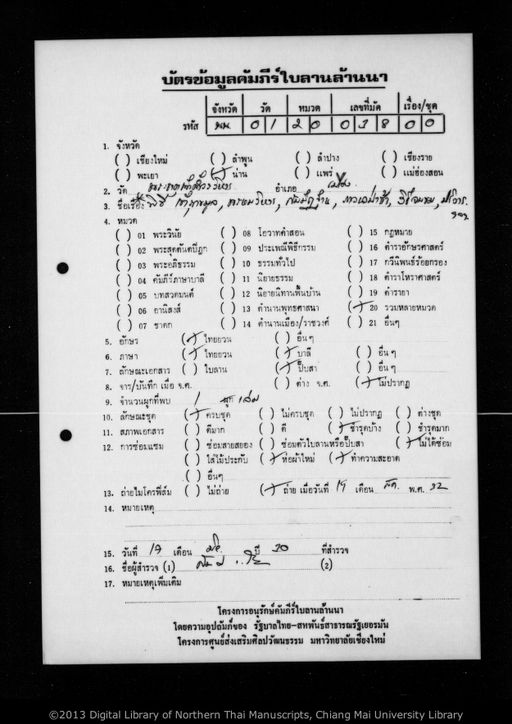 บัตรข้อมูลคัมภีร์ใบลานล้านนา
จังหวัด วัด หมวด เลขที่มัด เรื่อง/ชุด
รหัส นน. 0 1 2 0 0 3 8 0 0
1. จังหวัด
( ) เชียงใหม่ ( ) ลำพูน ( ) ลำปาง ( ) เชียงราย
( ) พะเยา (✓) น่าน ( ) แพร่ ( ) แม่ฮ่องสอน
2. วัด อำเภอ เมือง
3. ชื่อเรื่อง
4. หมวด
( ) 01 พระวินัย ( ) 08 โอวาทคำสอน ( ) 15 กฎหมาย
( ) 02 พระสุตตันตปิฎก ( ) 09 ประเพณีพิธีกรรม ( ) 16 ตำราอักษรศาสตร์
( ) 03 พระอภิธรรม ( ) 10 ธรรมทั่วไป ( ) 17 กวีนิพนธ์ร้อยกรอง
( ) 04 คัมภีร์ภาษาบาลี ( ) 11 นิยายธรรม ( ) 18 ตำราโหราศาสตร์
( ) 05 บทสวดมนต์ ( ) 12 นิยายนิทานพื้นบ้าน ( ) 19 ตำรายา
( ) 06 อานิสงส์ ( ) 13 ตำนานพุทธศาสนา (✓) 20 รวมหลายหมวด
( ) 07 ชาดก ( ) 14 ตำนานเมือง/ราชวงศ์ ( ) 21 อื่นๆ
5. อักษร (✓) ไทยยวน ( ) อื่นๆ
6. ภาษา (✓) ไทยยวน (✓) บาลี ( ) อื่นๆ
7. ลักษณะเอกสาร ( ) ใบลาน (✓) ปั๊บสา ( ) อื่นๆ
8. จาร/บันทึก เมื่อ จ.ศ. ( ) ต่าง จ.ศ. (✓) ไม่ปรากฏ
9. จำนวนผูกที่พบ 1 ผูก เล่ม
10. ลักษณะชุด (✓) ครบชุด ( ) ไม่ครบชุด ( ) ไม่ปรากฏ ( ) ต่างชุด
11. สภาพเอกสาร ( ) ดีมาก ( ) ดี (✓) ชำรุดบ้าง ( ) ชำรุดมาก
12. การซ่อมแซม ( ) ซ่อมสายสยอง ( ) ซ่อมตัวใบลานหรือปั๊บสา (✓) ไม่ได้ซ่อม
( ) ใส่ไม้ประกับ (✓) ห่อผ้าใหม่ (✓) ทำความสะอาด
( ) อื่นๆ
13. ถ่ายไมโครฟิล์ม ( ) ไม่ถ่าย (✓) ถ่าย เมื่อวันที่ 19 เดือน พ.ศ. 32
14. หมายเหตุ
15. วันที่ 19 เดือน ปี 30 ที่สำรวจ
16. ชื่อผู้สำรวจ (1) (2)
17. หมายเหตุเพิ่มเติม
โครงการอนุรักษ์คัมภีร์ใบลานล้านนา
โดยความอุปถัมภ์ของ รัฐบาลไทย-สหพันธ์สาธารณรัฐเยอรมัน
โครงการศูนย์ส่งเสริมศิลปวัฒนธรรม มหาวิทยาลัยเชียงใหม่
©2013 Digital Library of Northern Thai Manuscripts, Chiang Mai University Library